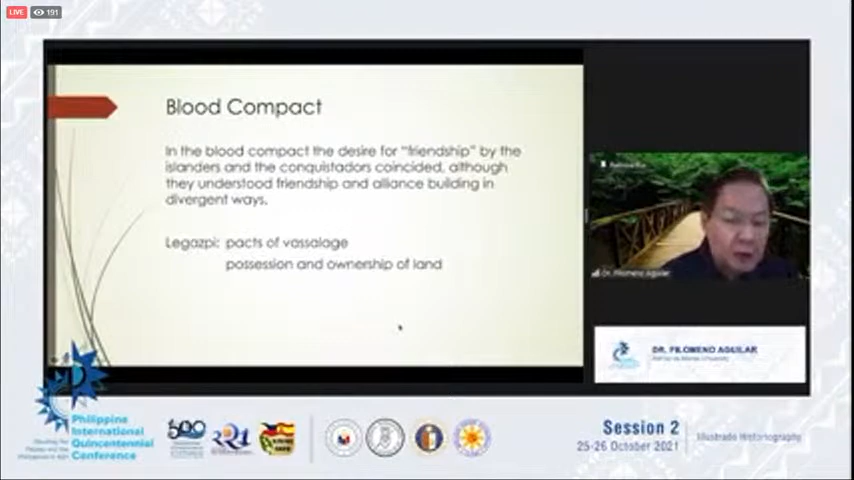 LIVE
191
Blood Compact
In the blood compact the desire for “friendship” by the
islanders and the conquistadors coincided, although
they understood friendship and alliance building in
divergent ways.
Legazpi: pacts of vassalage
possession and ownership of land
Dr. Filomeno Aguilar
DR. FILOMENO AGUILAR
Philippine
International
Quincentennial
Conference
500
Session 2
25-26 October 2021
Illustrado Historiography